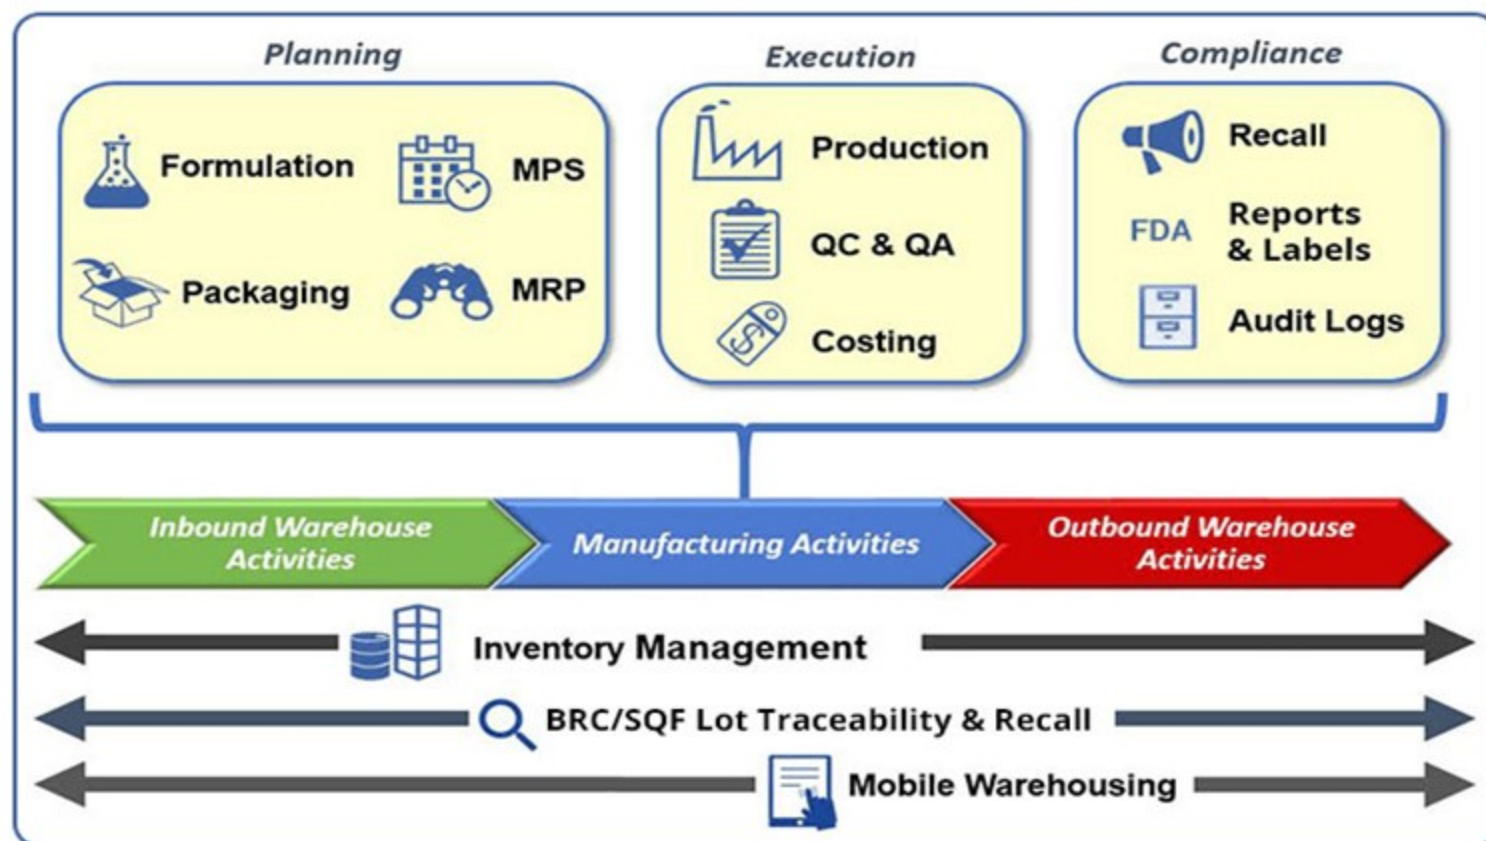 Planning
Execution
Compliance
Formulation
MPS
Packaging
MRP
Production
QC & QA
Costing
Recall
FDA
Reports
& Labels
Audit Logs
Inbound Warehouse
Activities
Manufacturing Activities
Outbound Warehouse
Activities
Inventory Management
BRC/SQF Lot Traceability & Recall
Mobile Warehousing